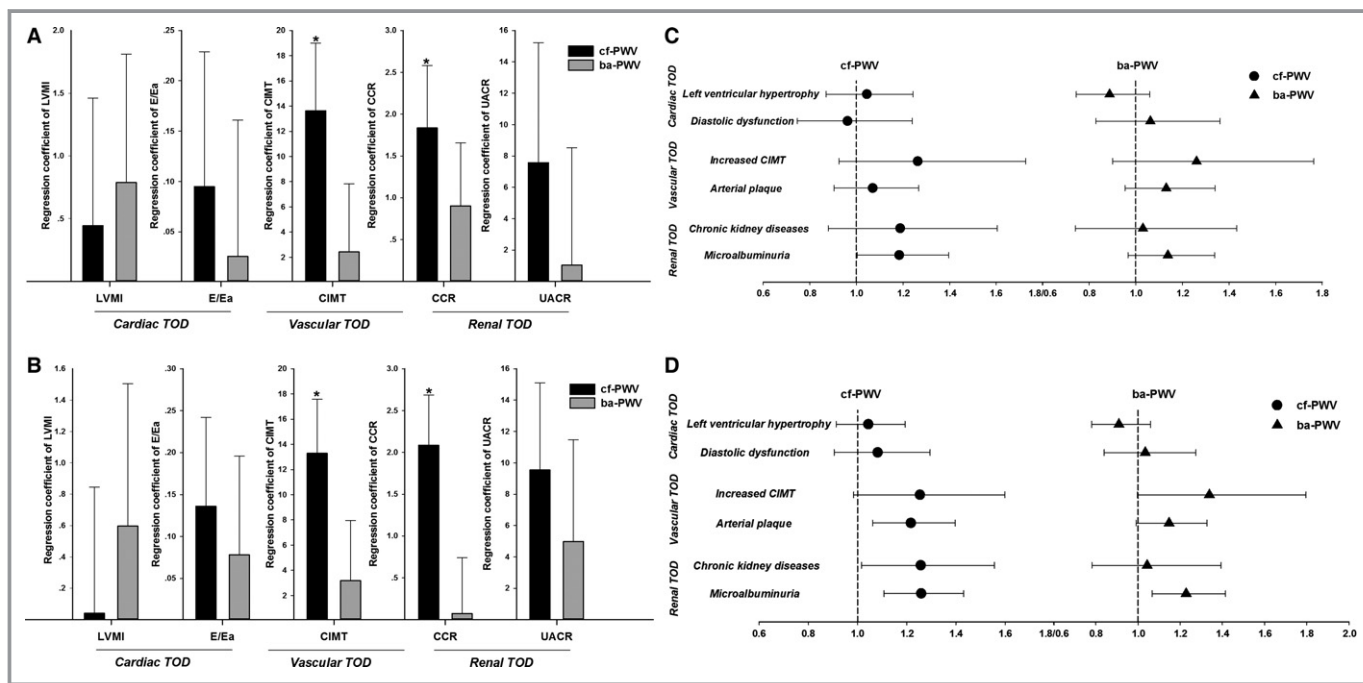 A
Regression coefficient of LVMI
2.0
1.5
1.0
.5
Regression coefficient of E/Ea
.25
.20
.15
.10
.05
Regression coefficient of CIMT
20
18
16
14
12
10
8
6
4
2
*
Regression coefficient of CCR
3.0
2.5
2.0
1.5
1.0
.5
*
Regression coefficient of UACR
16
14
12
10
8
6
4
2
cf-PWV
ba-PWV
LVMI E/Ea CIMT CCR UACR
Cardiac TOD Vascular TOD Renal TOD
B
Regression coefficient of LVMI
1.6
1.4
1.2
1.0
.8
.6
.4
.2
Regression coefficient of E/Ea
.30
.25
.20
.15
.10
.05
Regression coefficient of CIMT
20
18
16
14
12
10
8
6
4
2
*
Regression coefficient of CCR
3.0
2.5
2.0
1.5
1.0
.5
*
Regression coefficient of UACR
16
14
12
10
8
6
4
2
cf-PWV
ba-PWV
LVMI E/Ea CIMT CCR UACR
Cardiac TOD Vascular TOD Renal TOD
C
cf-PWV ba-PWV
cf-PWV
ba-PWV
Cardiac TOD
Left ventricular hypertrophy
Diastolic dysfunction
Vascular TOD
Increased CIMT
Arterial plaque
Renal TOD
Chronic kidney diseases
Microalbuminuria
0.6 0.8 1.0 1.2 1.4 1.6 1.8/0.6 0.8 1.0 1.2 1.4 1.6 1.8
D
cf-PWV ba-PWV
cf-PWV
ba-PWV
Cardiac TOD
Left ventricular hypertrophy
Diastolic dysfunction
Vascular TOD
Increased CIMT
Arterial plaque
Renal TOD
Chronic kidney diseases
Microalbuminuria
0.6 0.8 1.0 1.2 1.4 1.6 1.8/0.6 0.8 1.0 1.2 1.4 1.6 1.8 2.0